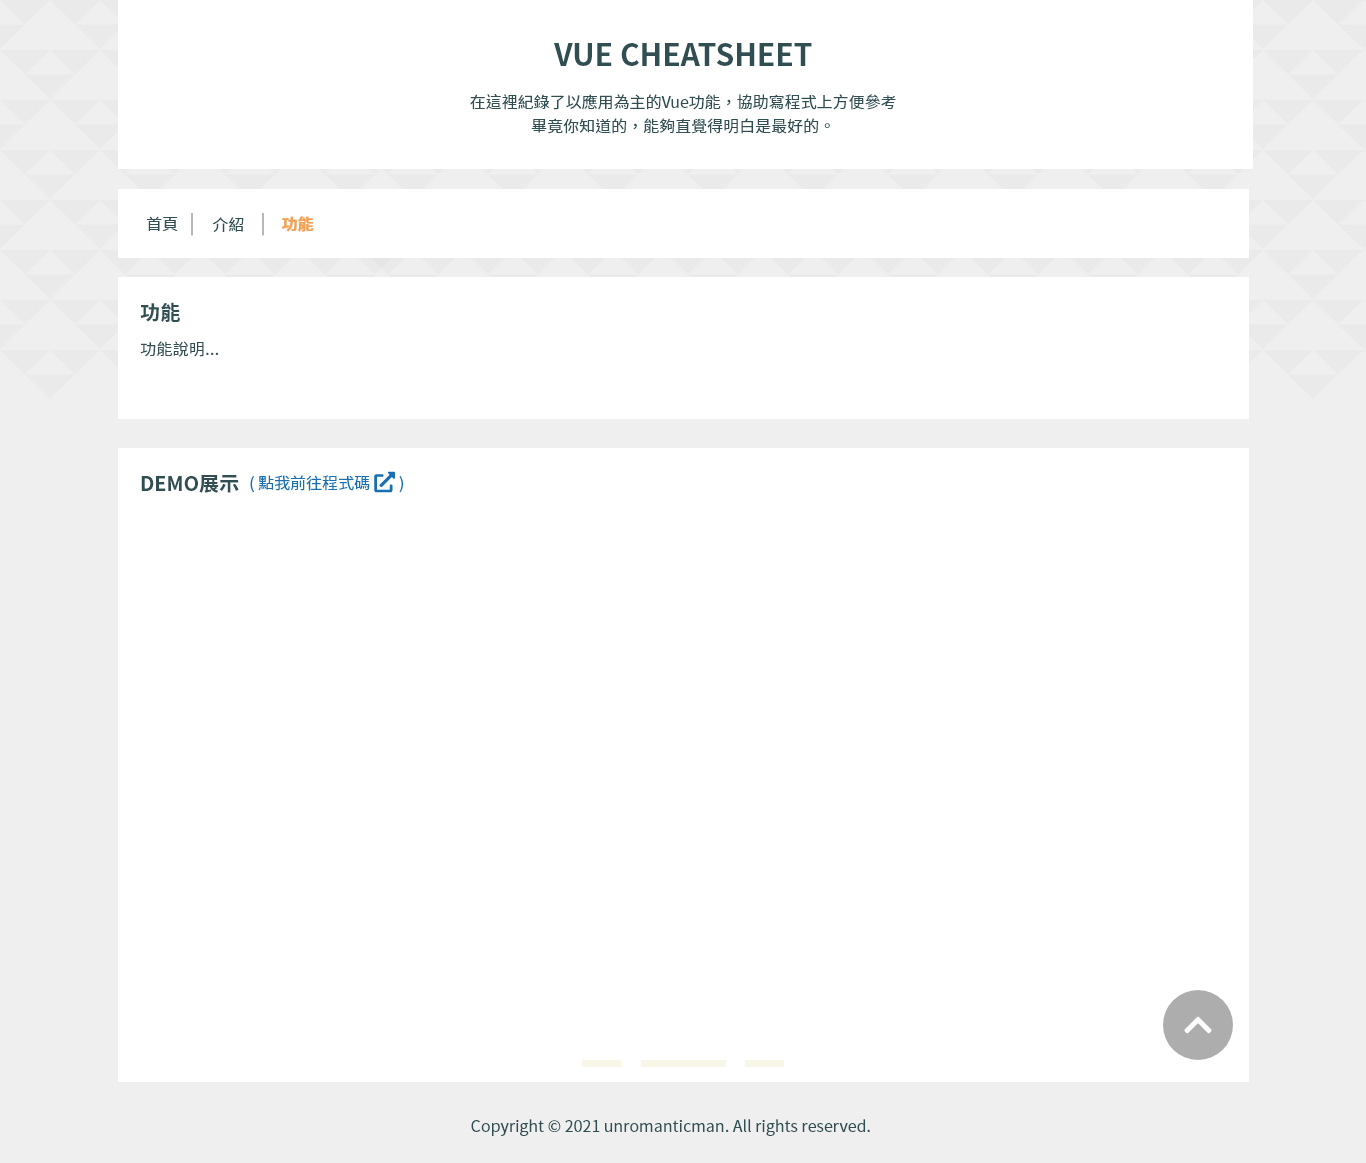 VUE CHEATSHEET
在這裡紀錄了以應用為主的Vue功能，協助寫程式上方便參考
畢竟你知道的，能夠直覺得明白是最好的。
首頁 介紹 功能
功能
功能說明...
DEMO展示 ( 點我前往程式碼 )
Copyright © 2021 unromanticman. All rights reserved.